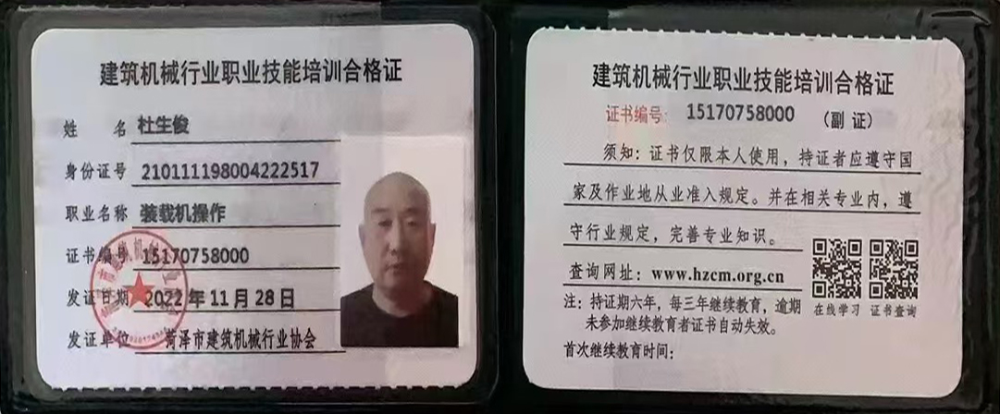 建筑机械行业职业技能培训合格证
姓 名 杜生俊
身份证号 210111198004222517
职业名称 装载机操作
证书编号 15170758000
发证日期 2022 年 11 月 28 日
发证单位 菏泽市建筑机械行业协会
建筑机械行业职业技能培训合格证
证书编号: 15170758000 (副 证)
须知：证书仅限本人使用，持证者应遵守国
家及作业地从业准入规定。并在相关专业内，遵
守行业规定，完善专业知识。
查询网址：www.hzcm.org.cn
在线学习 证书查询
注：持证期六年，每三年继续教育，逾期
未参加继续教育者证书自动失效。
首次继续教育时间：